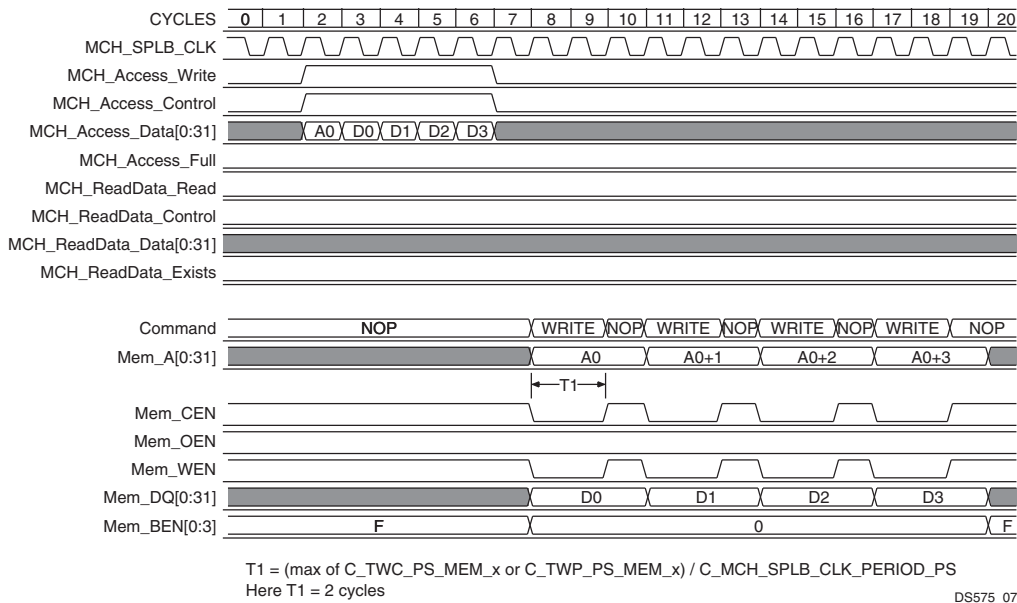 CYCLES 0 1 2 3 4 5 6 7 8 9 10 11 12 13 14 15 16 17 18 19 20
MCH_SPLB_CLK
MCH_Access_Write
MCH_Access_Control
MCH_Access_Data[0:31] A0 D0 D1 D2 D3
MCH_Access_Full
MCH_ReadData_Read
MCH_ReadData_Control
MCH_ReadData_Data[0:31]
MCH_ReadData_Exists
Command NOP WRITE NOP WRITE NOP WRITE NOP WRITE NOP
Mem_A[0:31] A0 A0+1 A0+2 A0+3
T1
Mem_CEN
Mem_OEN
Mem_WEN
Mem_DQ[0:31] D0 D1 D2 D3
Mem_BEN[0:3] F 0 F
T1 = (max of C_TWC_PS_MEM_x or C_TWP_PS_MEM_x) / C_MCH_SPLB_CLK_PERIOD_PS
Here T1 = 2 cycles
DS575_07